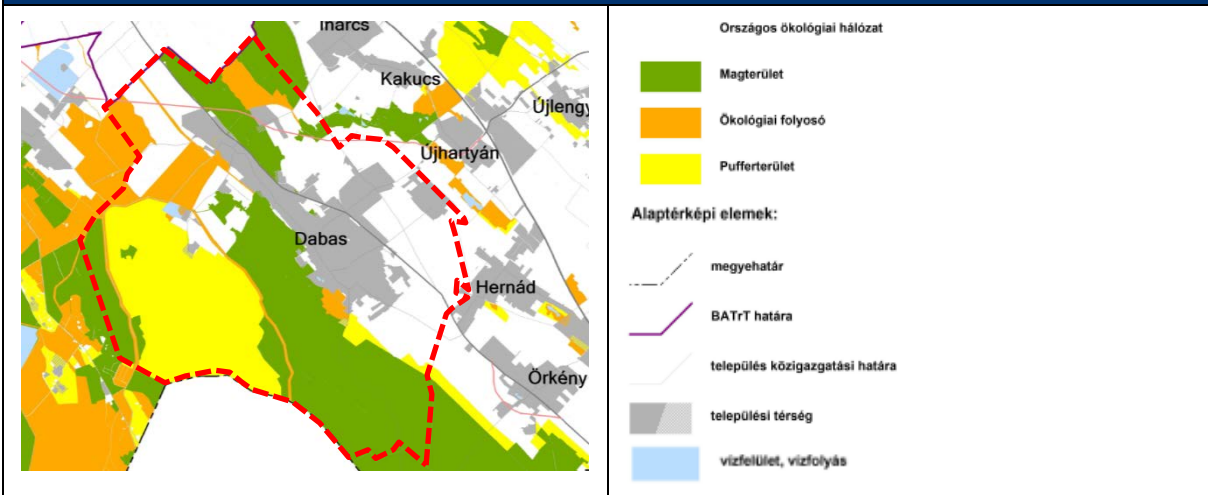 Inárcs
Kakucs
Újlengy
Újhartyán
Dabas
Hernád
Örkény
Országos ökológiai hálózat
Magterület
Ökológiai folyosó
Pufferterület
Alaptérképi elemek:
megyehatár
BATrT határa
település közigazgatási határa
települési térség
vízfelület, vízfolyás